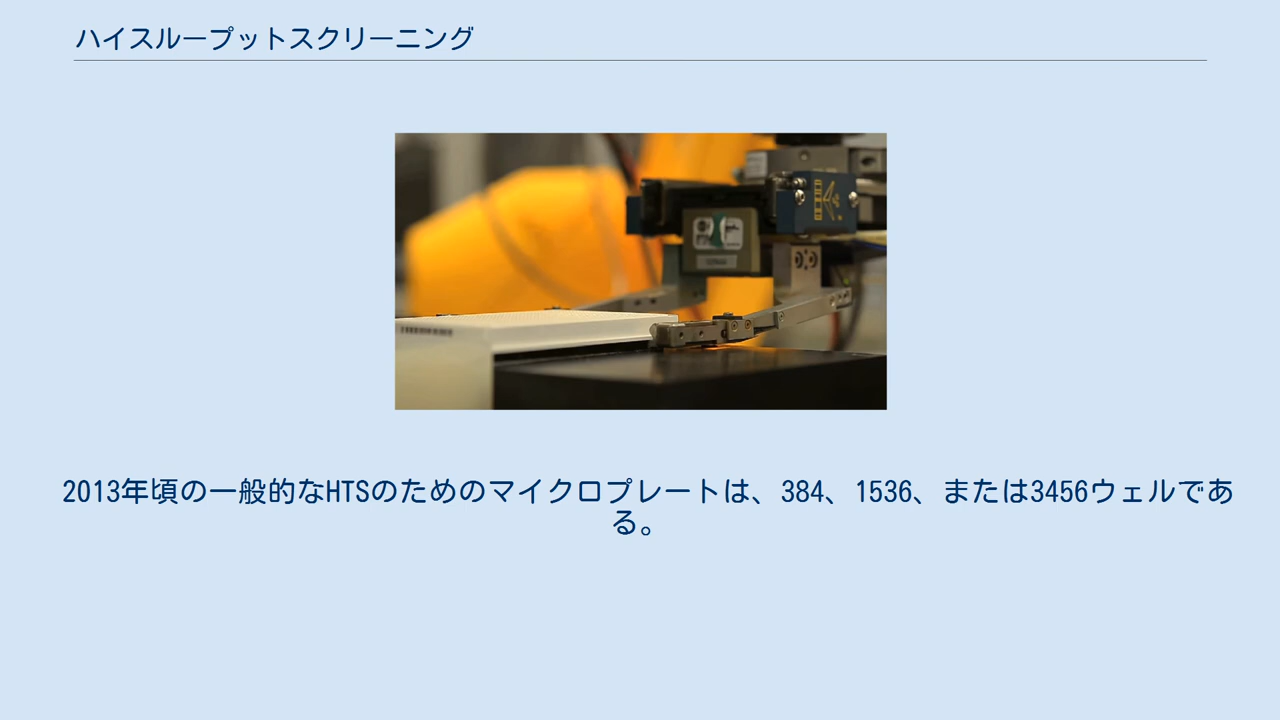 ハイスループットスクリーニング
2013年頃の一般的なHTSのためのマイクロプレートは、384、1536、または3456ウェルであ
る。